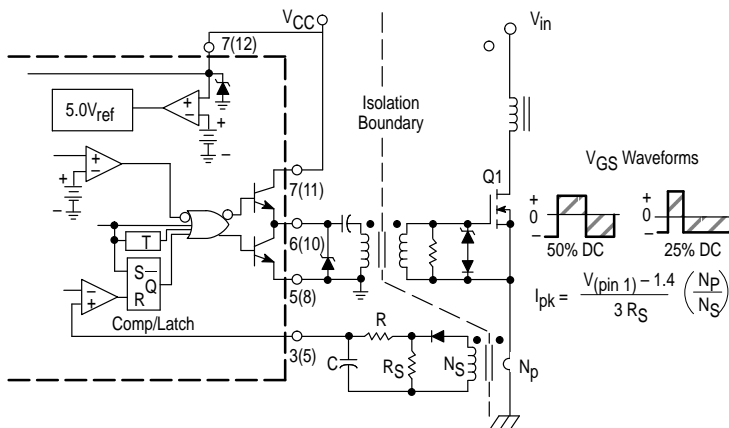 VCC
Vin
7(12)
5.0Vref
+
−
+
−
Isolation
Boundary
VGS Waveforms
+
−
+
−
7(11)
Q1
+
0
−
50% DC
+
0
−
25% DC
6(10)
T
S
Q
R
5(8)
−
+
Comp/Latch
Ipk = V(pin 1) − 1.4 / 3 RS (NP / NS)
3(5)
R
C
RS
NS
Np